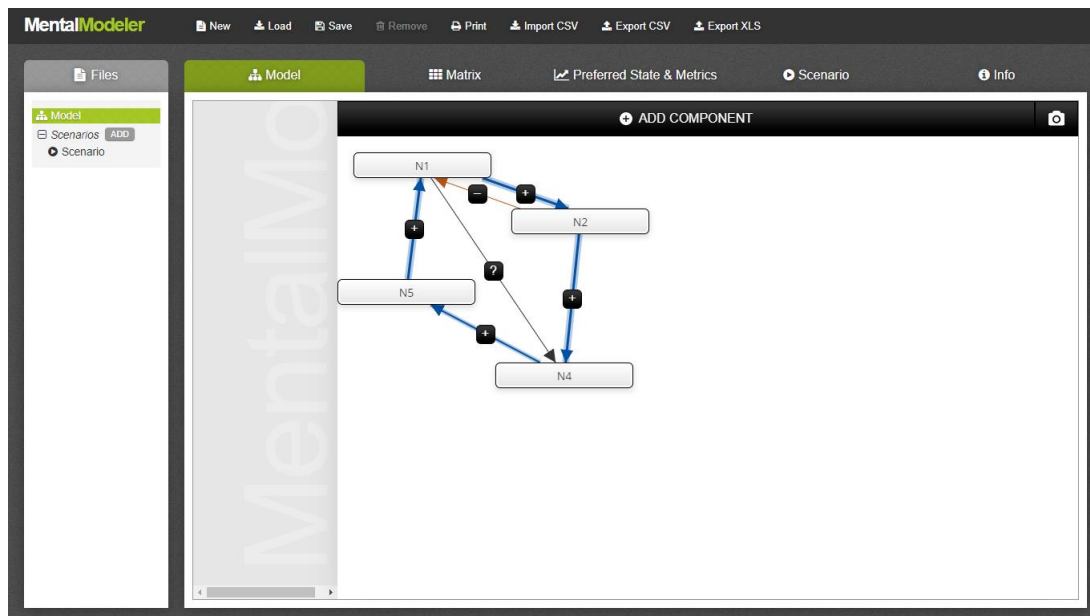 MentalModeler New Load Save Remove Print Import CSV Export CSV Export XLS
Files Model Matrix Preferred State & Metrics Scenario Info
Model
Scenarios ADD
Scenario
MentalMo
ADD COMPONENT
N1
− +
N2
+
?
N5
+
+
N4